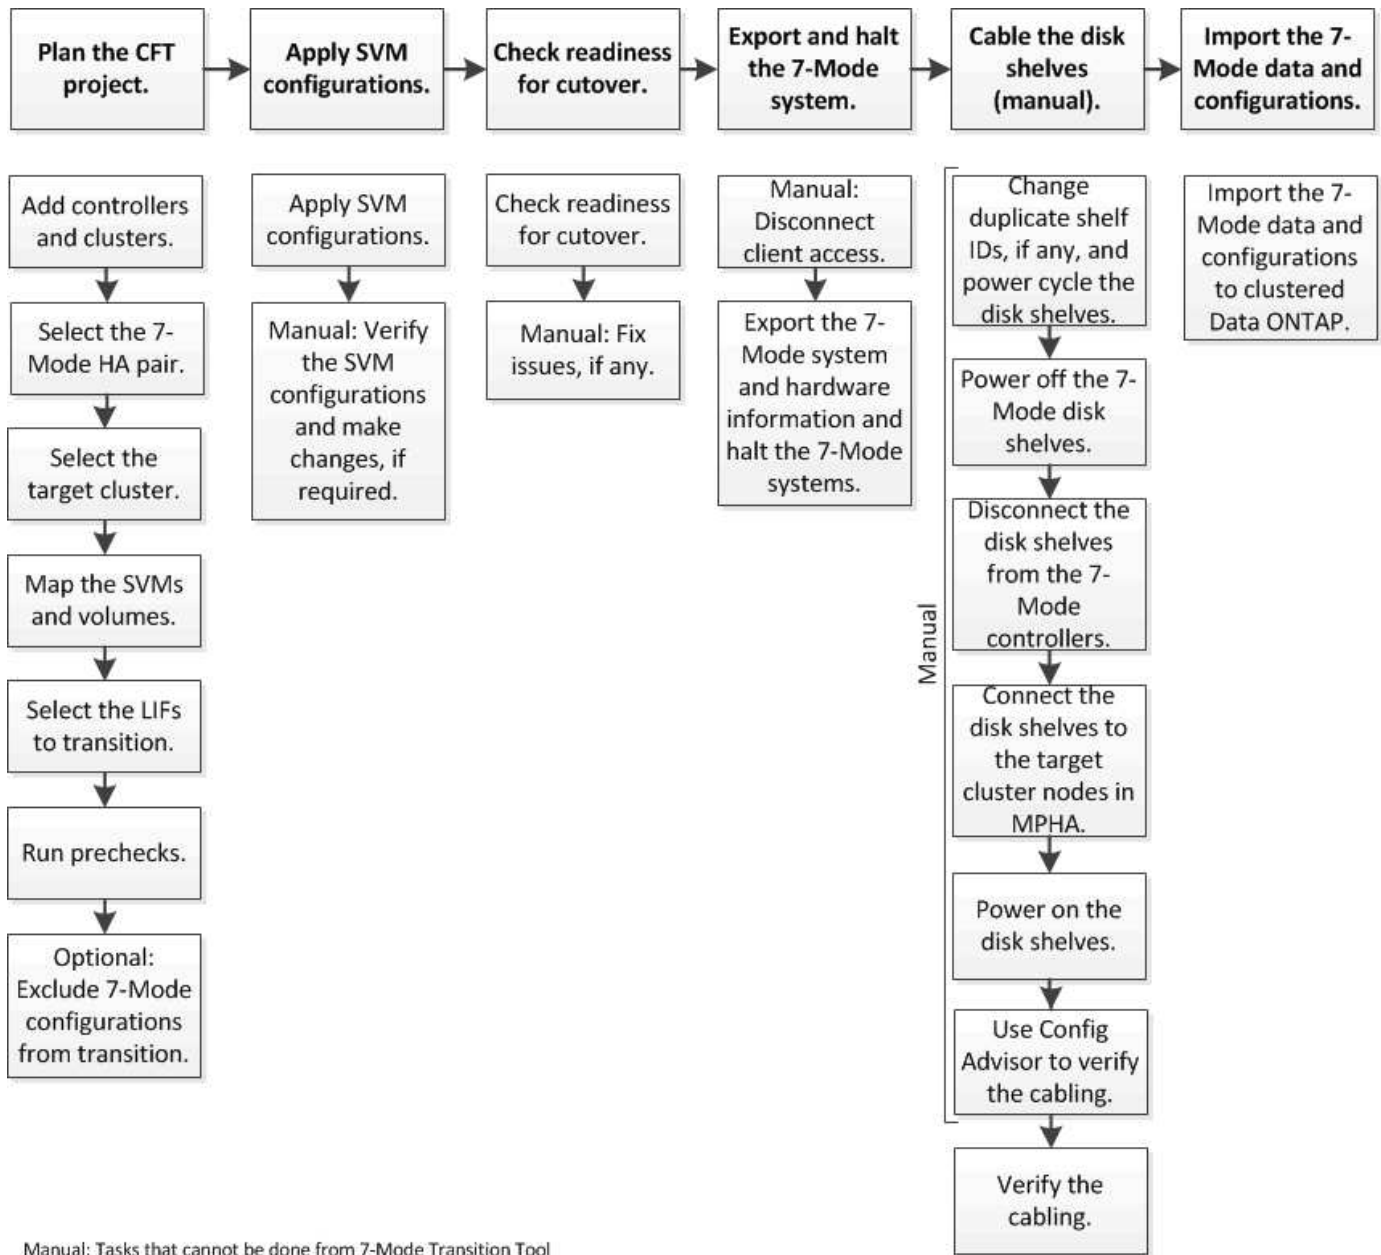 Plan the CFT
project.
Apply SVM
configurations.
Check readiness
for cutover.
Export and halt
the 7-Mode
system.
Cable the disk
shelves
(manual).
Import the 7-
Mode data and
configurations.
Add controllers
and clusters.
Select the 7-
Mode HA pair.
Select the
target cluster.
Map the SVMs
and volumes.
Select the LIFs
to transition.
Run prechecks.
Optional:
Exclude 7-Mode
configurations
from transition.
Apply SVM
configurations.
Manual: Verify
the SVM
configurations
and make
changes, if
required.
Check readiness
for cutover.
Manual: Fix
issues, if any.
Manual:
Disconnect
client access.
Export the 7-
Mode system
and hardware
information and
halt the 7-Mode
systems.
Manual
Change
duplicate shelf
IDs, if any, and
power cycle the
disk shelves.
Power off the 7-
Mode disk
shelves.
Disconnect the
disk shelves
from the 7-
Mode
controllers.
Connect the
disk shelves to
the target
cluster nodes in
MPHA.
Power on the
disk shelves.
Use Config
Advisor to verify
the cabling.
Verify the
cabling.
Import the 7-
Mode data and
configurations
to clustered
Data ONTAP.
Manual: Tasks that cannot be done from 7-Mode Transition Tool